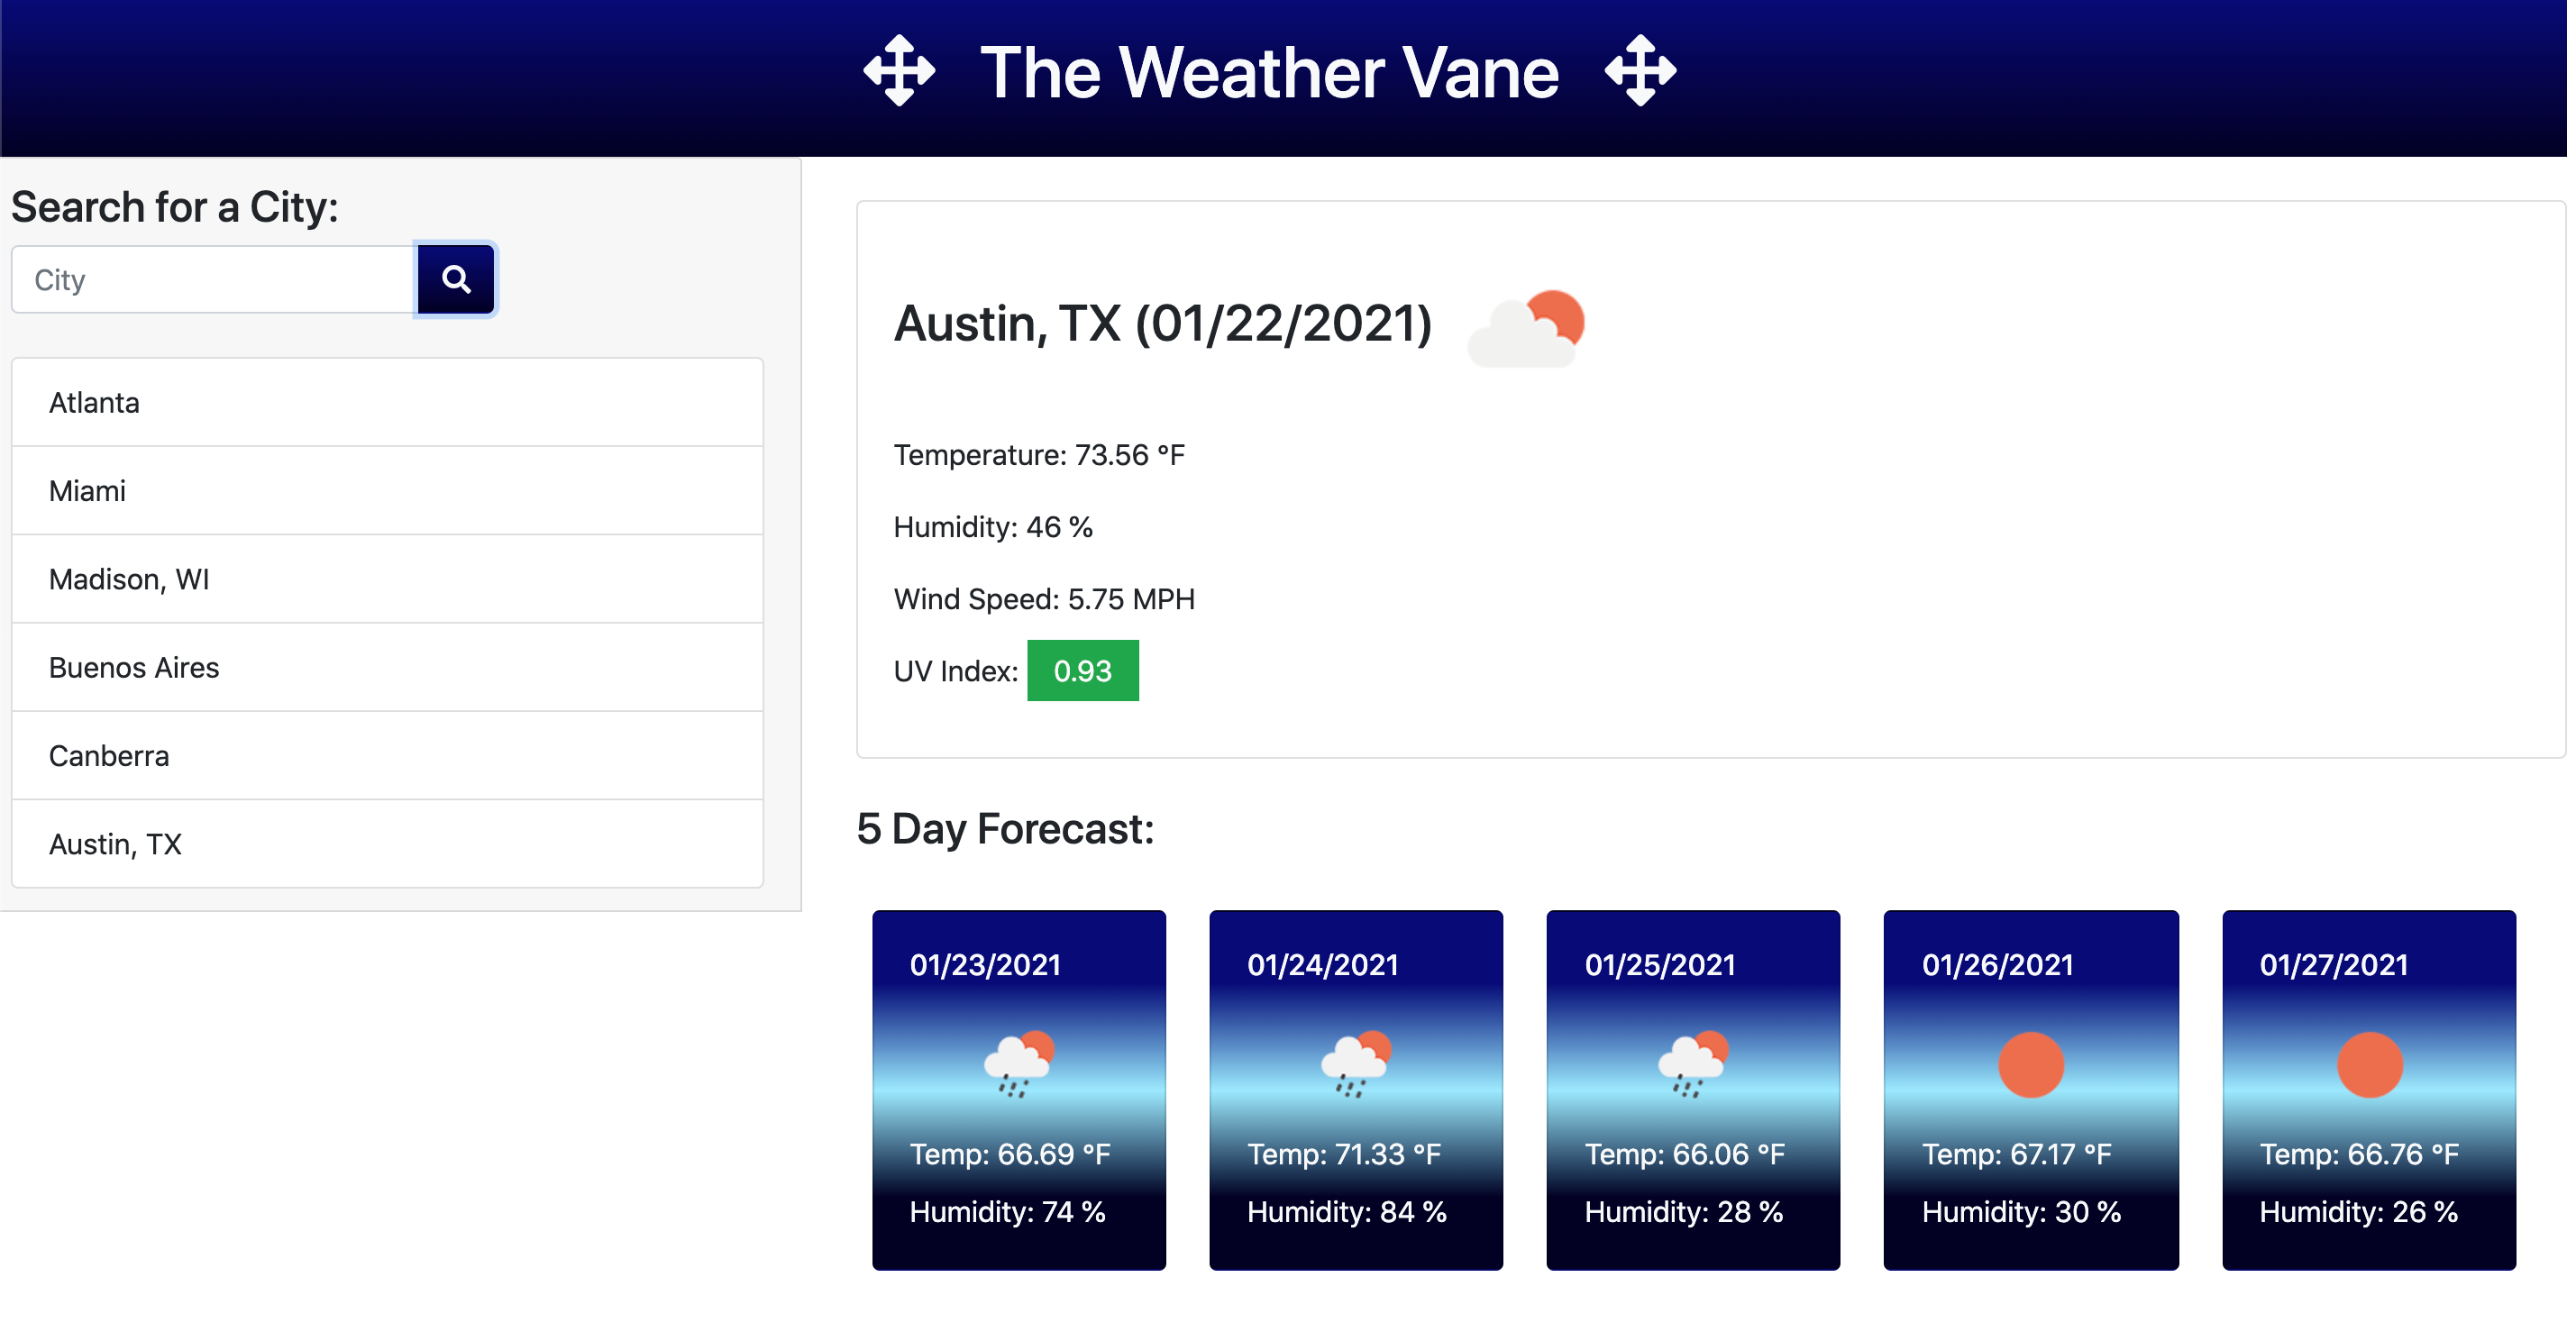 The Weather Vane
Search for a City:
City
Atlanta
Miami
Madison, WI
Buenos Aires
Canberra
Austin, TX
Austin, TX (01/22/2021)
Temperature: 73.56 °F
Humidity: 46 %
Wind Speed: 5.75 MPH
UV Index: 0.93
5 Day Forecast:
01/23/2021
Temp: 66.69 °F
Humidity: 74 %
01/24/2021
Temp: 71.33 °F
Humidity: 84 %
01/25/2021
Temp: 66.06 °F
Humidity: 28 %
01/26/2021
Temp: 67.17 °F
Humidity: 30 %
01/27/2021
Temp: 66.76 °F
Humidity: 26 %